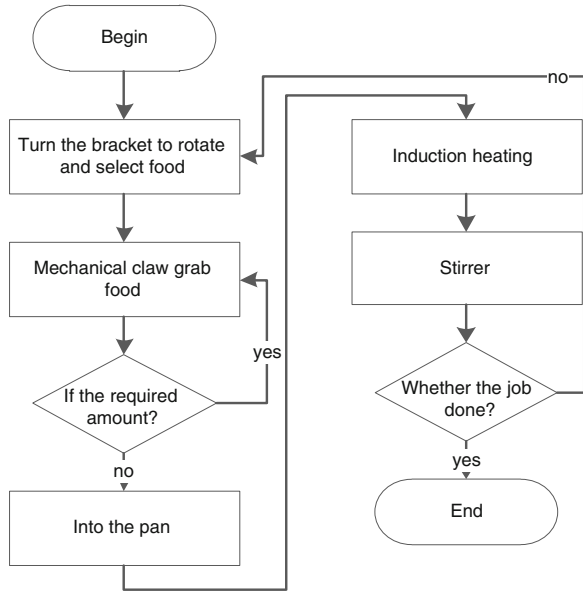 Begin
Turn the bracket to rotate
and select food
Mechanical claw grab
food
yes
If the required
amount?
no
Into the pan
no
Induction heating
Stirrer
Whether the job
done?
yes
End